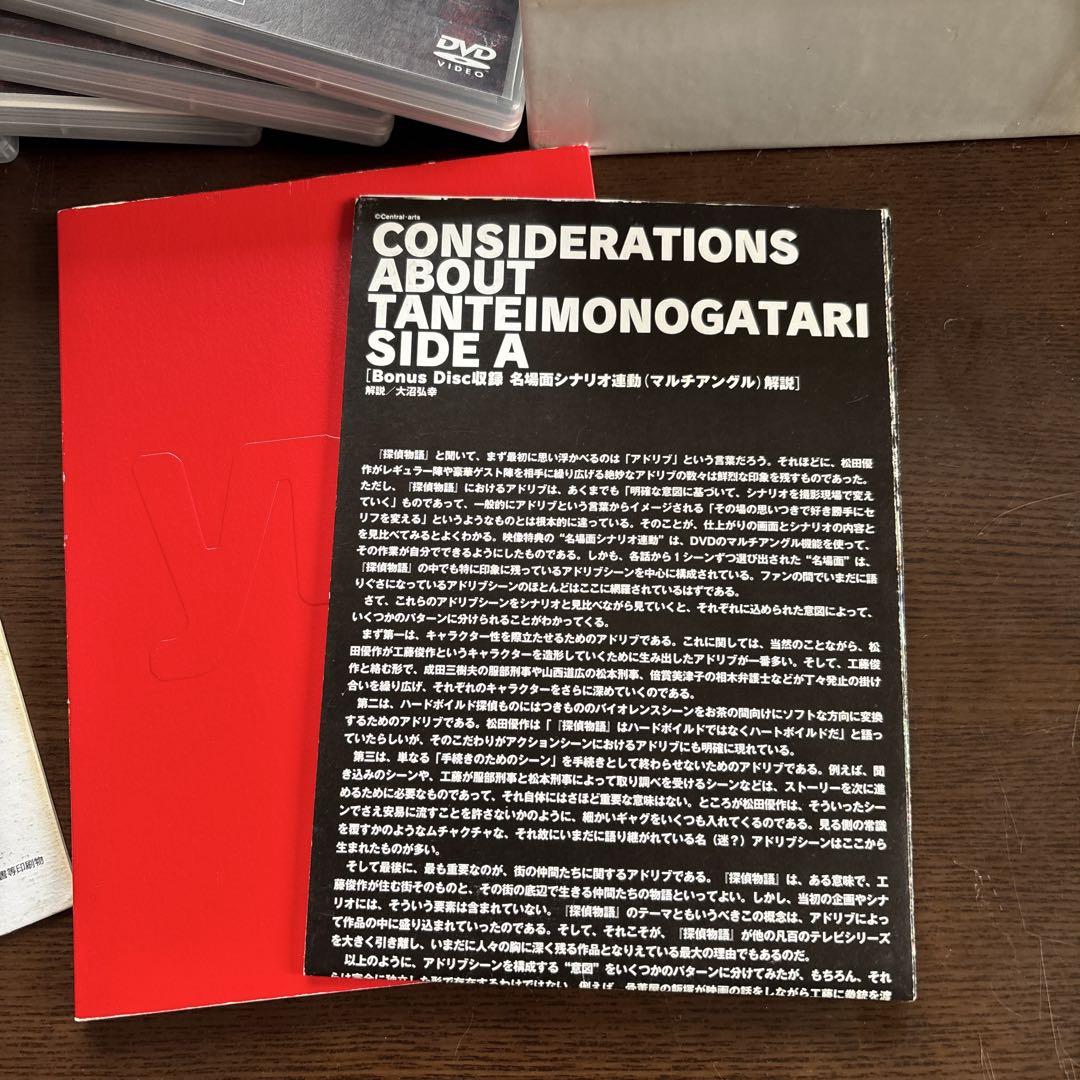 DVD
VIDEO
©Central-arts
CONSIDERATIONS
ABOUT
TANTEIMONOGATARI
SIDE A
［Bonus Disc収録 名場面シナリオ連動（マルチアングル）解説］
解説／大沼弘幸
『探偵物語』と聞いて、まず最初に思い浮かべるのは「アドリブ」という言葉だろう。それほどに、松田優
作がレギュラー陣や豪華ゲスト陣を相手に繰り広げる絶妙なアドリブの数々は鮮烈な印象を残すものであった。
ただし、『探偵物語』におけるアドリブは、あくまでも「明確な意図に基づいて、シナリオを撮影現場で変え
ていく」ものであって、一般的にアドリブという言葉からイメージされる「その場の思いつきで好き勝手にセ
リフを変える」というようなものとは根本的に違っている。そのことが、仕上がりの画面とシナリオの内容と
を見比べてみるとよくわかる。映像特典の“名場面シナリオ連動”は、DVDのマルチアングル機能を使って、
その作業が自分でできるようにしたものである。しかも、各話から1シーンずつ選び出された“名場面”は、
『探偵物語』の中でも特に印象に残っているアドリブシーンを中心に構成されている。ファンの間でいまだに語
りぐさになっているアドリブシーンのほとんどはここに網羅されているはずである。
さて、これらのアドリブシーンをシナリオと見比べながら見ていくと、それぞれに込められた意図によって、
いくつかのパターンに分けられることがわかってくる。
まず第一は、キャラクター性を際立たせるためのアドリブである。これに関しては、当然のことながら、松
田優作が工藤俊作というキャラクターを造形していくために生み出したアドリブが一番多い。そして、工藤俊
作と絡む形で、成田三樹夫の服部刑事や山西道広の松本刑事、倍賞美津子の相木弁護士などが丁々発止の掛け
合いを繰り広げ、それぞれのキャラクターをさらに深めていくのである。
第二は、ハードボイルド探偵ものにはつきもののバイオレンスシーンをお茶の間向けにソフトな方向に変換
するためのアドリブである。松田優作は「『探偵物語』はハードボイルドではなくハートボイルドだ」と語っ
ていたらしいが、そのこだわりがアクションシーンにおけるアドリブにも明確に現れている。
第三は、単なる「手続きのためのシーン」を手続きとして終わらせないためのアドリブである。例えば、聞
き込みのシーンや、工藤が服部刑事と松本刑事によって取り調べを受けるシーンなどは、ストーリーを次に進
めるために必要なものであって、それ自体にはさほど重要な意味はない。ところが松田優作は、そういったシー
ンでさえ安易に流すことを許さないかのように、細かいギャグをいくつも入れてくるのである。見る側の常識
を覆すかのようなムチャクチャな、それ故にいまだに語り継がれている名（迷？）アドリブシーンはここから
生まれたものが多い。
そして最後に、最も重要なのが、街の仲間たちに関するアドリブである。『探偵物語』は、ある意味で、工
藤俊作が住む街そのものと、その街の底辺で生きる仲間たちの物語といってよい。しかし、当初の企画やシナ
リオには、そういう要素は含まれていない。『探偵物語』のテーマともいうべきこの概念は、アドリブによっ
て作品の中に盛り込まれていったのである。そして、それこそが、『探偵物語』が他の凡百のテレビシリーズ
を大きく引き離し、いまだに人々の胸に深く残る作品となりえている最大の理由でもあるのだ。
以上のように、アドリブシーンを構成する“意図”をいくつかのパターンに分けてみたが、もちろん、それ
らは完全に独立した形で存在するわけではない。例えば、骨董屋の飯塚が映画の話をしながら工藤に拳銃を渡
書等印刷物